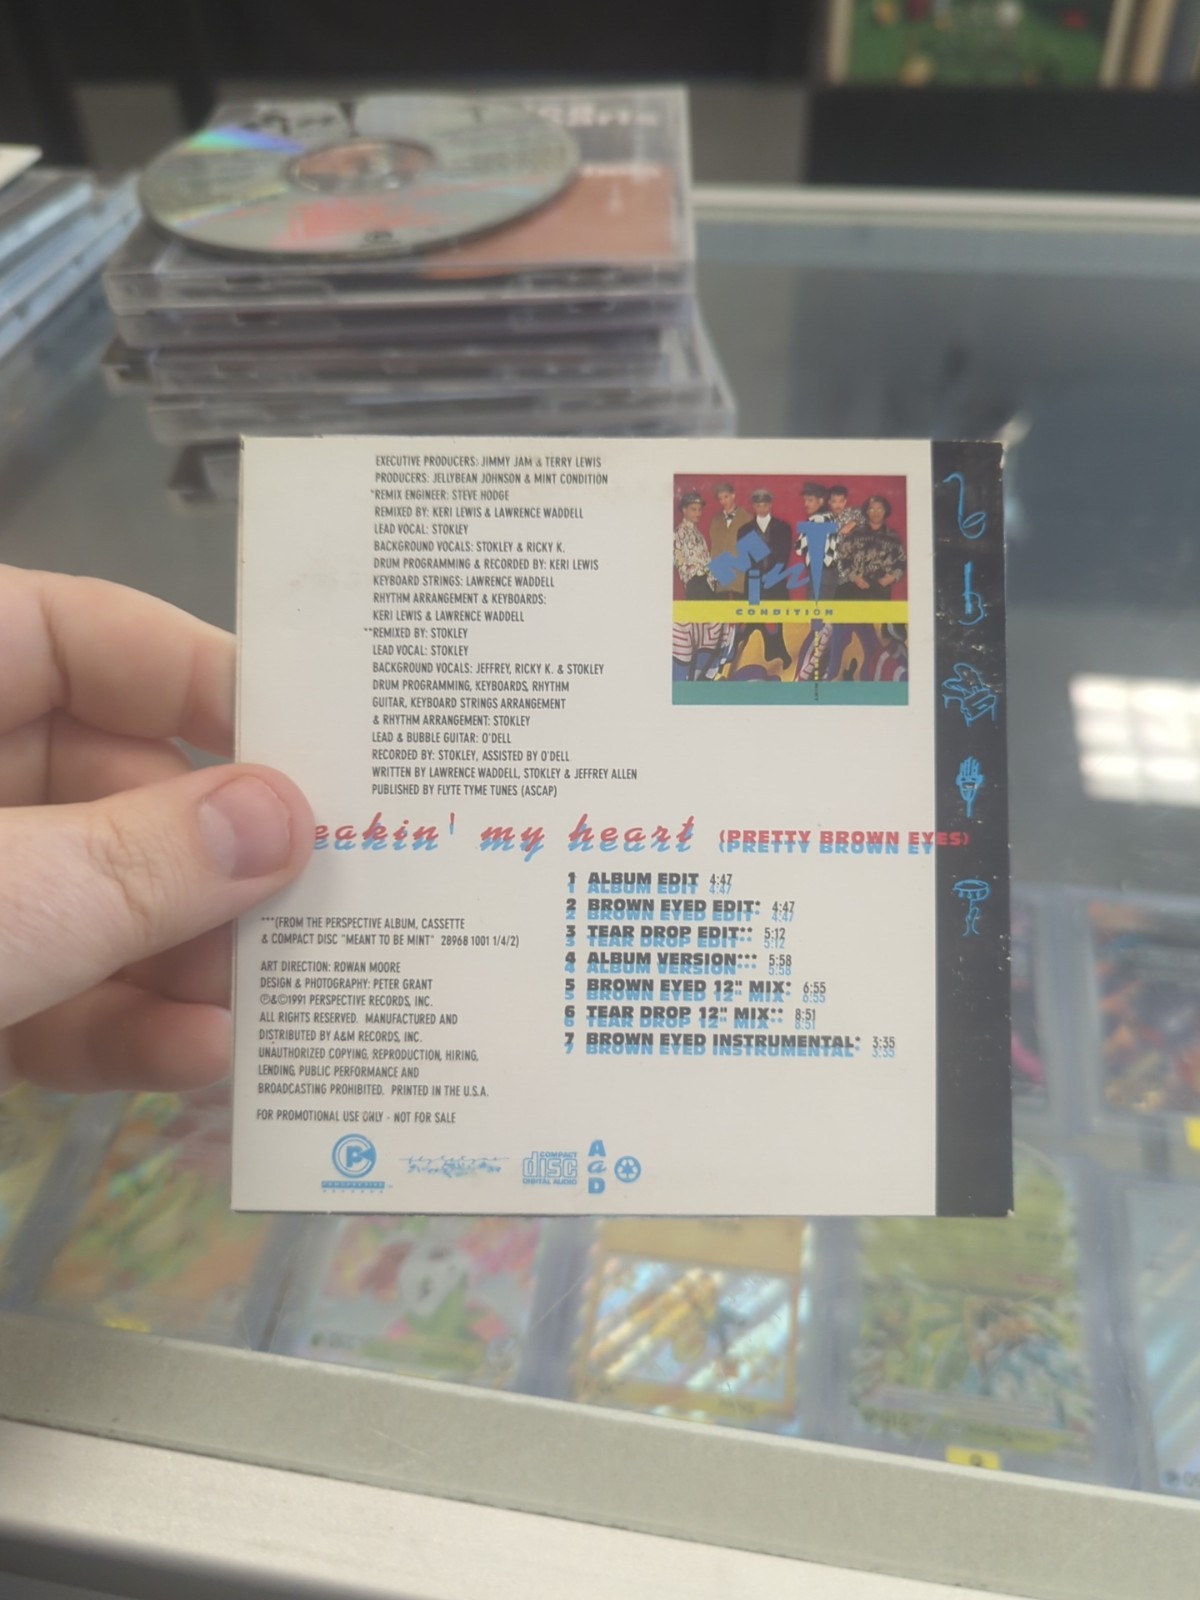 EXECUTIVE PRODUCERS: JIMMY JAM & TERRY LEWIS
PRODUCERS: JELLYBEAN JOHNSON & MINT CONDITION
*REMIX ENGINEER: STEVE HODGE
REMIXED BY: KERI LEWIS & LAWRENCE WADDELL
LEAD VOCAL: STOKLEY
BACKGROUND VOCALS: STOKLEY & RICKY K.
DRUM PROGRAMMING & RECORDED BY: KERI LEWIS
KEYBOARD STRINGS: LAWRENCE WADDELL
RHYTHM ARRANGEMENT & KEYBOARDS:
KERI LEWIS & LAWRENCE WADDELL
**REMIXED BY: STOKLEY
LEAD VOCAL: STOKLEY
BACKGROUND VOCALS: JEFFREY, RICKY K. & STOKLEY
DRUM PROGRAMMING, KEYBOARDS, RHYTHM
GUITAR, KEYBOARD STRINGS ARRANGEMENT
& RHYTHM ARRANGEMENT: STOKLEY
LEAD & BUBBLE GUITAR: O'DELL
RECORDED BY: STOKLEY, ASSISTED BY O'DELL
WRITTEN BY LAWRENCE WADDELL, STOKLEY & JEFFREY ALLEN
PUBLISHED BY FLYTE TYME TUNES (ASCAP)
MINT
CONDITION
eakin' my heart (PRETTY BROWN EYES)
1 ALBUM EDIT 4:47
2 BROWN EYED EDIT* 4:47
3 TEAR DROP EDIT** 5:12
4 ALBUM VERSION*** 5:58
5 BROWN EYED 12" MIX* 6:55
6 TEAR DROP 12" MIX** 8:51
7 BROWN EYED INSTRUMENTAL* 3:35
***(FROM THE PERSPECTIVE ALBUM, CASSETTE
& COMPACT DISC "MEANT TO BE MINT" 28968 1001 1/4/2)
ART DIRECTION: ROWAN MOORE
DESIGN & PHOTOGRAPHY: PETER GRANT
℗&©1991 PERSPECTIVE RECORDS, INC.
ALL RIGHTS RESERVED. MANUFACTURED AND
DISTRIBUTED BY A&M RECORDS, INC.
UNAUTHORIZED COPYING, REPRODUCTION, HIRING,
LENDING, PUBLIC PERFORMANCE AND
BROADCASTING PROHIBITED. PRINTED IN THE U.S.A.
FOR PROMOTIONAL USE ONLY - NOT FOR SALE
PERSPECTIVE
RECORDS
COMPACT
disc
DIGITAL AUDIO
A
a
D